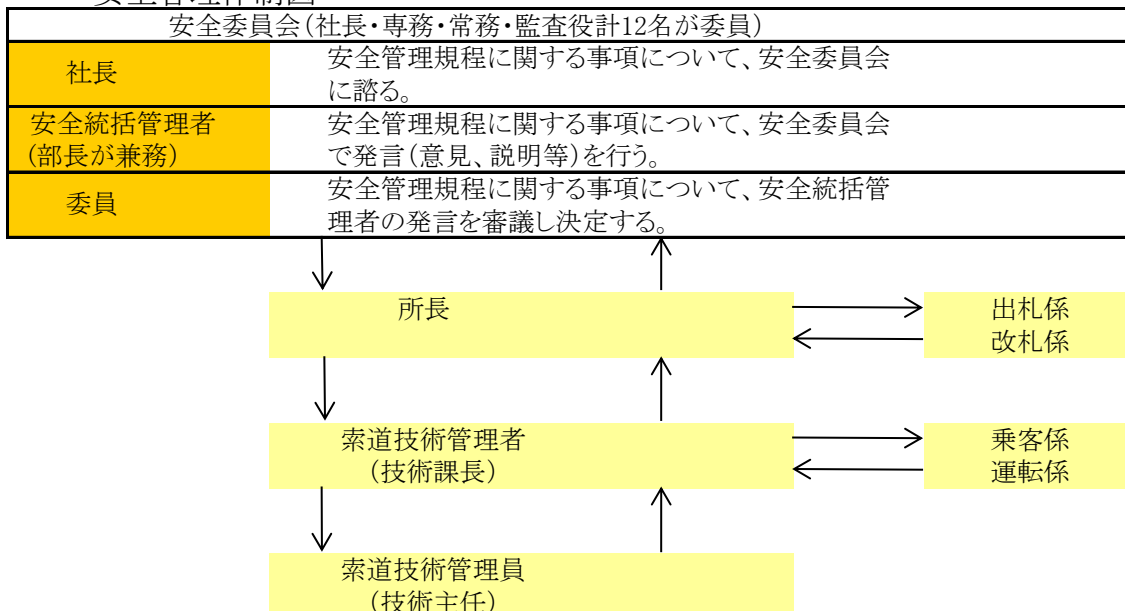 安全管理体制図
安全委員会(社長・専務・常務・監査役計12名が委員)
社長
安全管理規程に関する事項について、安全委員会
に諮る。
安全統括管理者
(部長が兼務)
安全管理規程に関する事項について、安全委員会
で発言(意見、説明等)を行う。
委員
安全管理規程に関する事項について、安全統括管
理者の発言を審議し決定する。
所長
出札係
改札係
索道技術管理者
(技術課長)
乗客係
運転係
索道技術管理員
(技術主任)